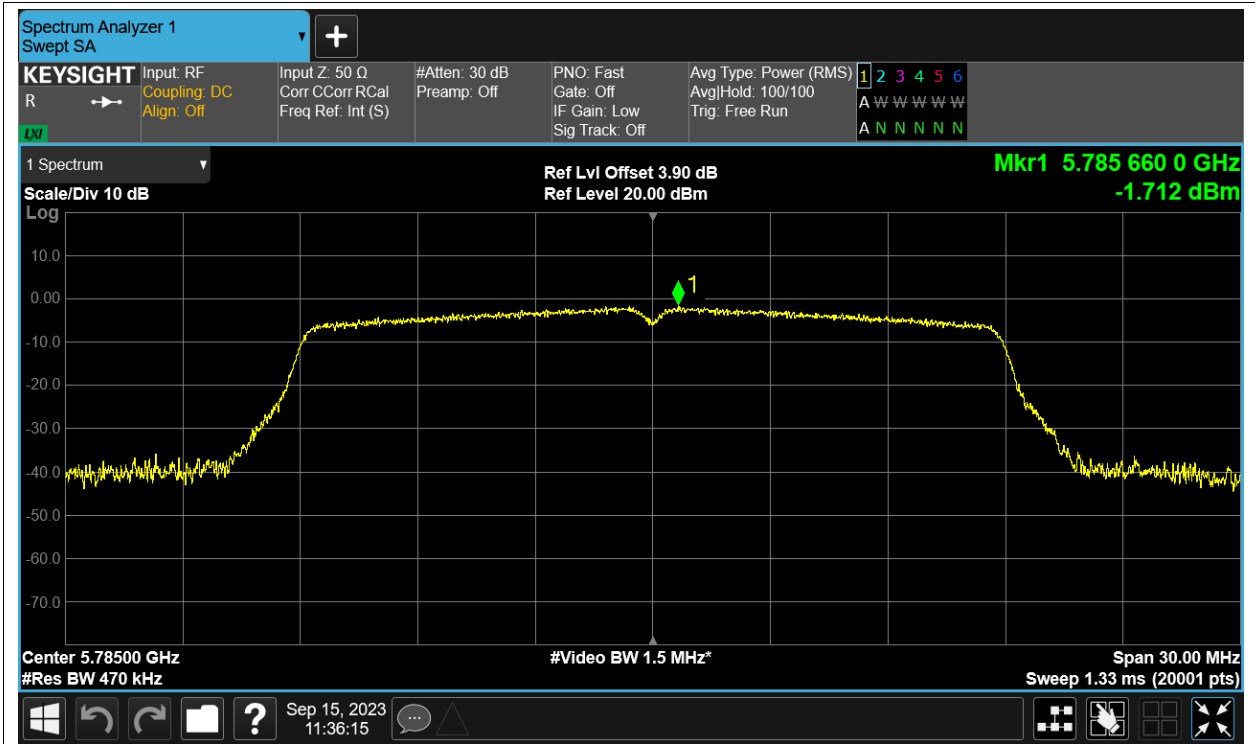 Spectrum Analyzer 1
Swept SA
KEYSIGHT
R
LXI
Input: RF
Coupling: DC
Align: Off
Input Z: 50 Ω
Corr CCorr RCal
Freq Ref: Int (S)
#Atten: 30 dB
Preamp: Off
PNO: Fast
Gate: Off
IF Gain: Low
Sig Track: Off
Avg Type: Power (RMS)
Avg|Hold: 100/100
Trig: Free Run
1 2 3 4 5 6
A W W W W W
A N N N N N
1 Spectrum
Scale/Div 10 dB
Log
Ref Lvl Offset 3.90 dB
Ref Level 20.00 dBm
Mkr1 5.785 660 0 GHz
-1.712 dBm
1
10.0
0.00
-10.0
-20.0
-30.0
-40.0
-50.0
-60.0
-70.0
Center 5.78500 GHz
#Res BW 470 kHz
#Video BW 1.5 MHz*
Span 30.00 MHz
Sweep 1.33 ms (20001 pts)
?
Sep 15, 2023
11:36:15